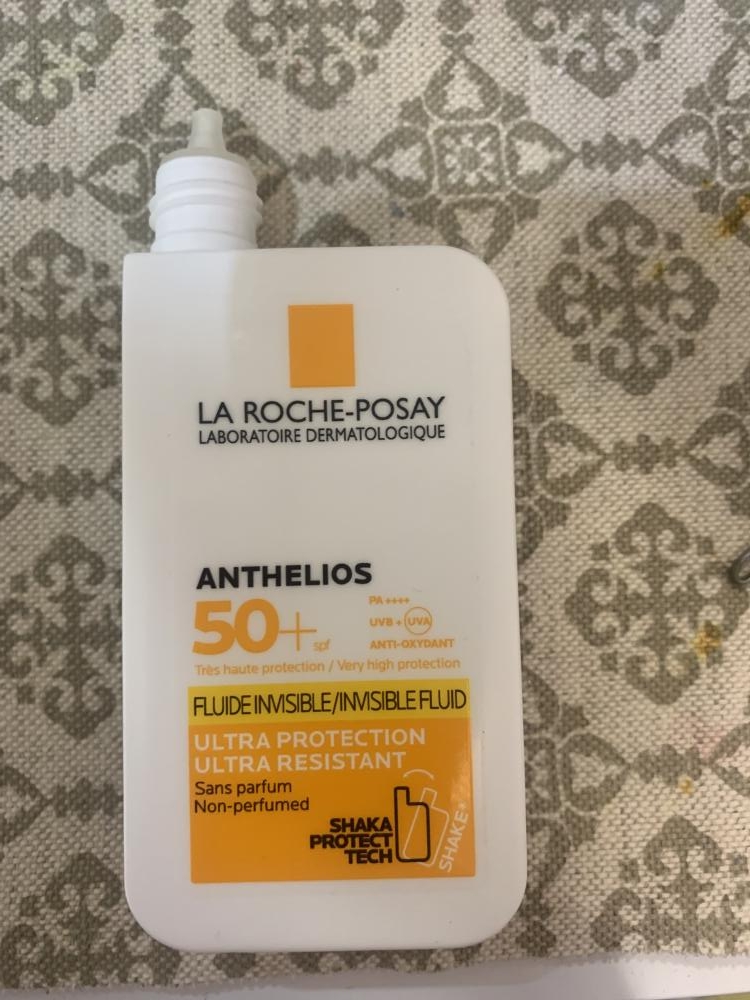 LA ROCHE-POSAY
LABORATOIRE DERMATOLOGIQUE
ANTHELIOS
50+ spf
PA ++++
UVB + UVA
ANTI-OXYDANT
Très haute protection / Very high protection
FLUIDE INVISIBLE/INVISIBLE FLUID
ULTRA PROTECTION
ULTRA RESISTANT
Sans parfum
Non-perfumed
SHAKA
PROTECT
TECH
SHAKE